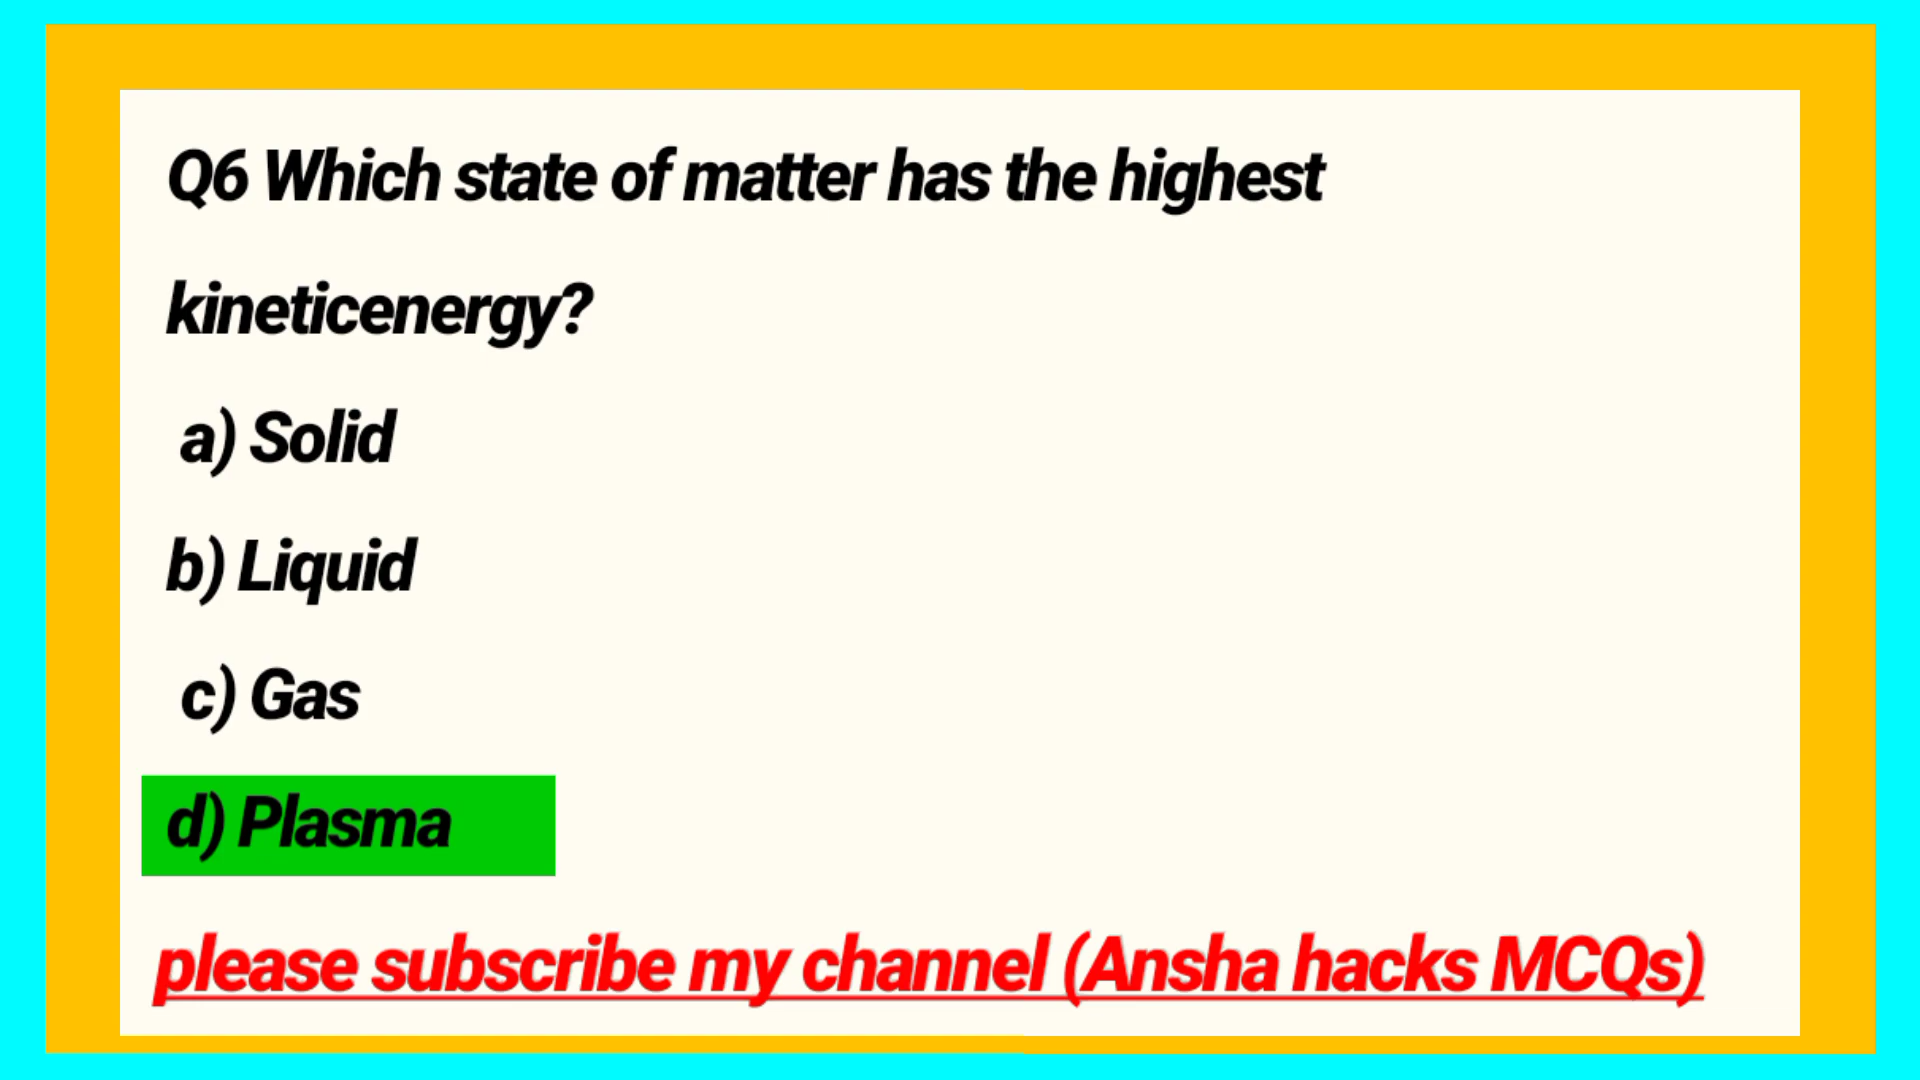 Q6 Which state of matter has the highest
kineticenergy?
a) Solid
b) Liquid
c) Gas
d) Plasma
please subscribe my channel (Ansha hacks MCQs)